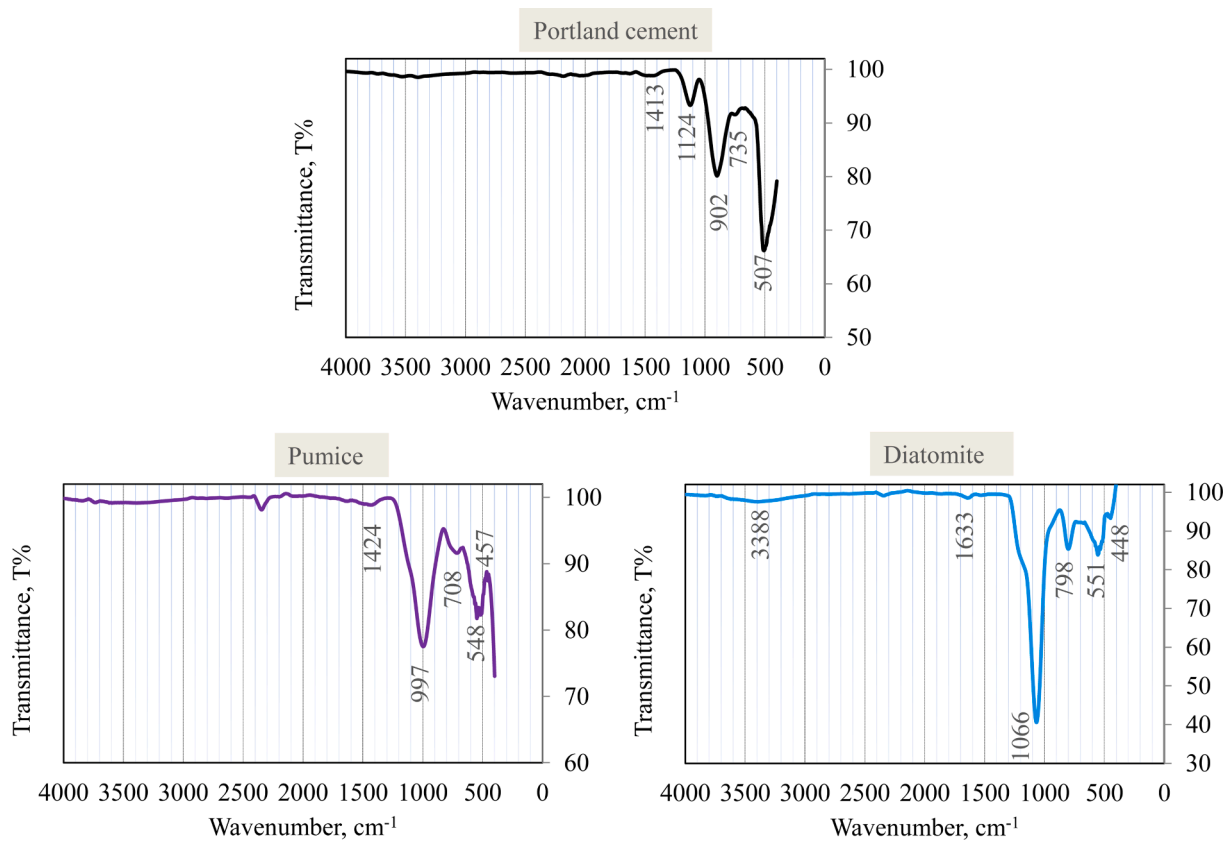 Portland cement
Transmittance, T%
100
90
80
70
60
50
1413
1124
902
735
507
4000 3500 3000 2500 2000 1500 1000 500 0
Wavenumber, cm-1
Pumice
Transmittance, T%
100
90
80
70
60
1424
997
708
548
457
4000 3500 3000 2500 2000 1500 1000 500 0
Wavenumber, cm-1
Diatomite
Transmittance, T%
100
90
80
70
60
50
40
30
3388
1633
1066
798
551
448
4000 3500 3000 2500 2000 1500 1000 500 0
Wavenumber, cm-1